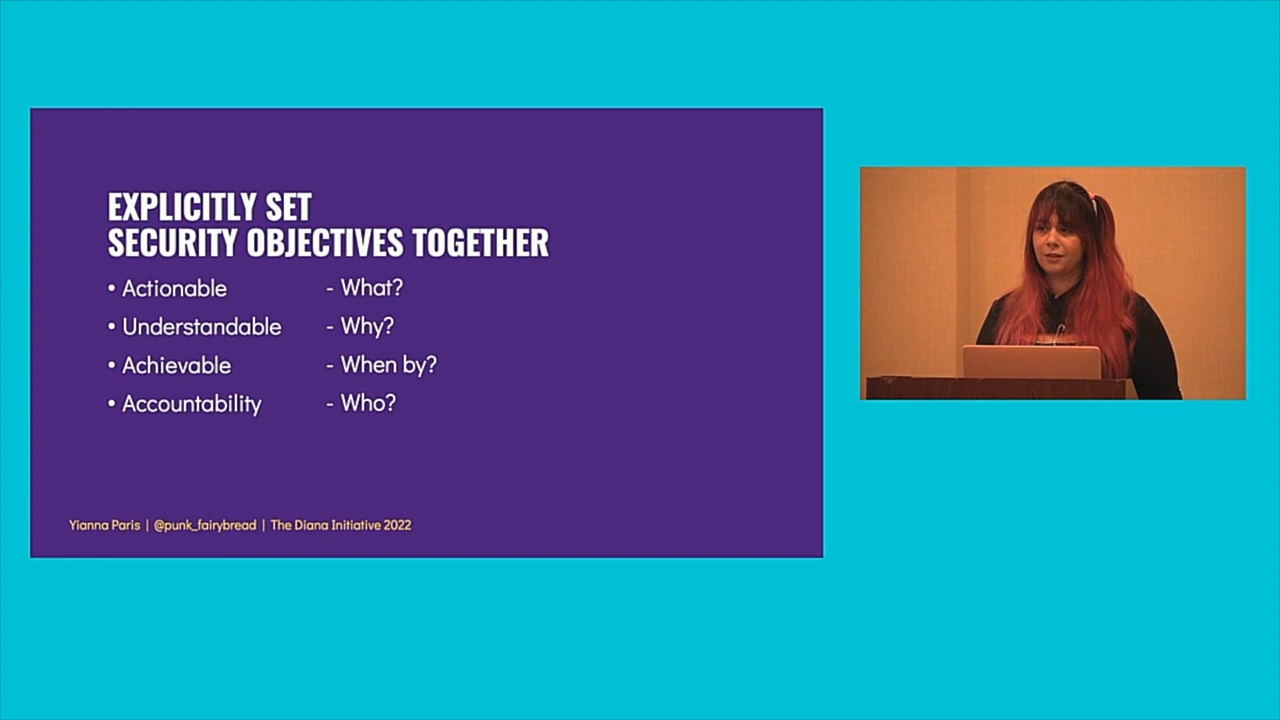 EXPLICITLY SET
SECURITY OBJECTIVES TOGETHER
• Actionable - What?
• Understandable - Why?
• Achievable - When by?
• Accountability - Who?
Yianna Paris | @punk_fairybread | The Diana Initiative 2022